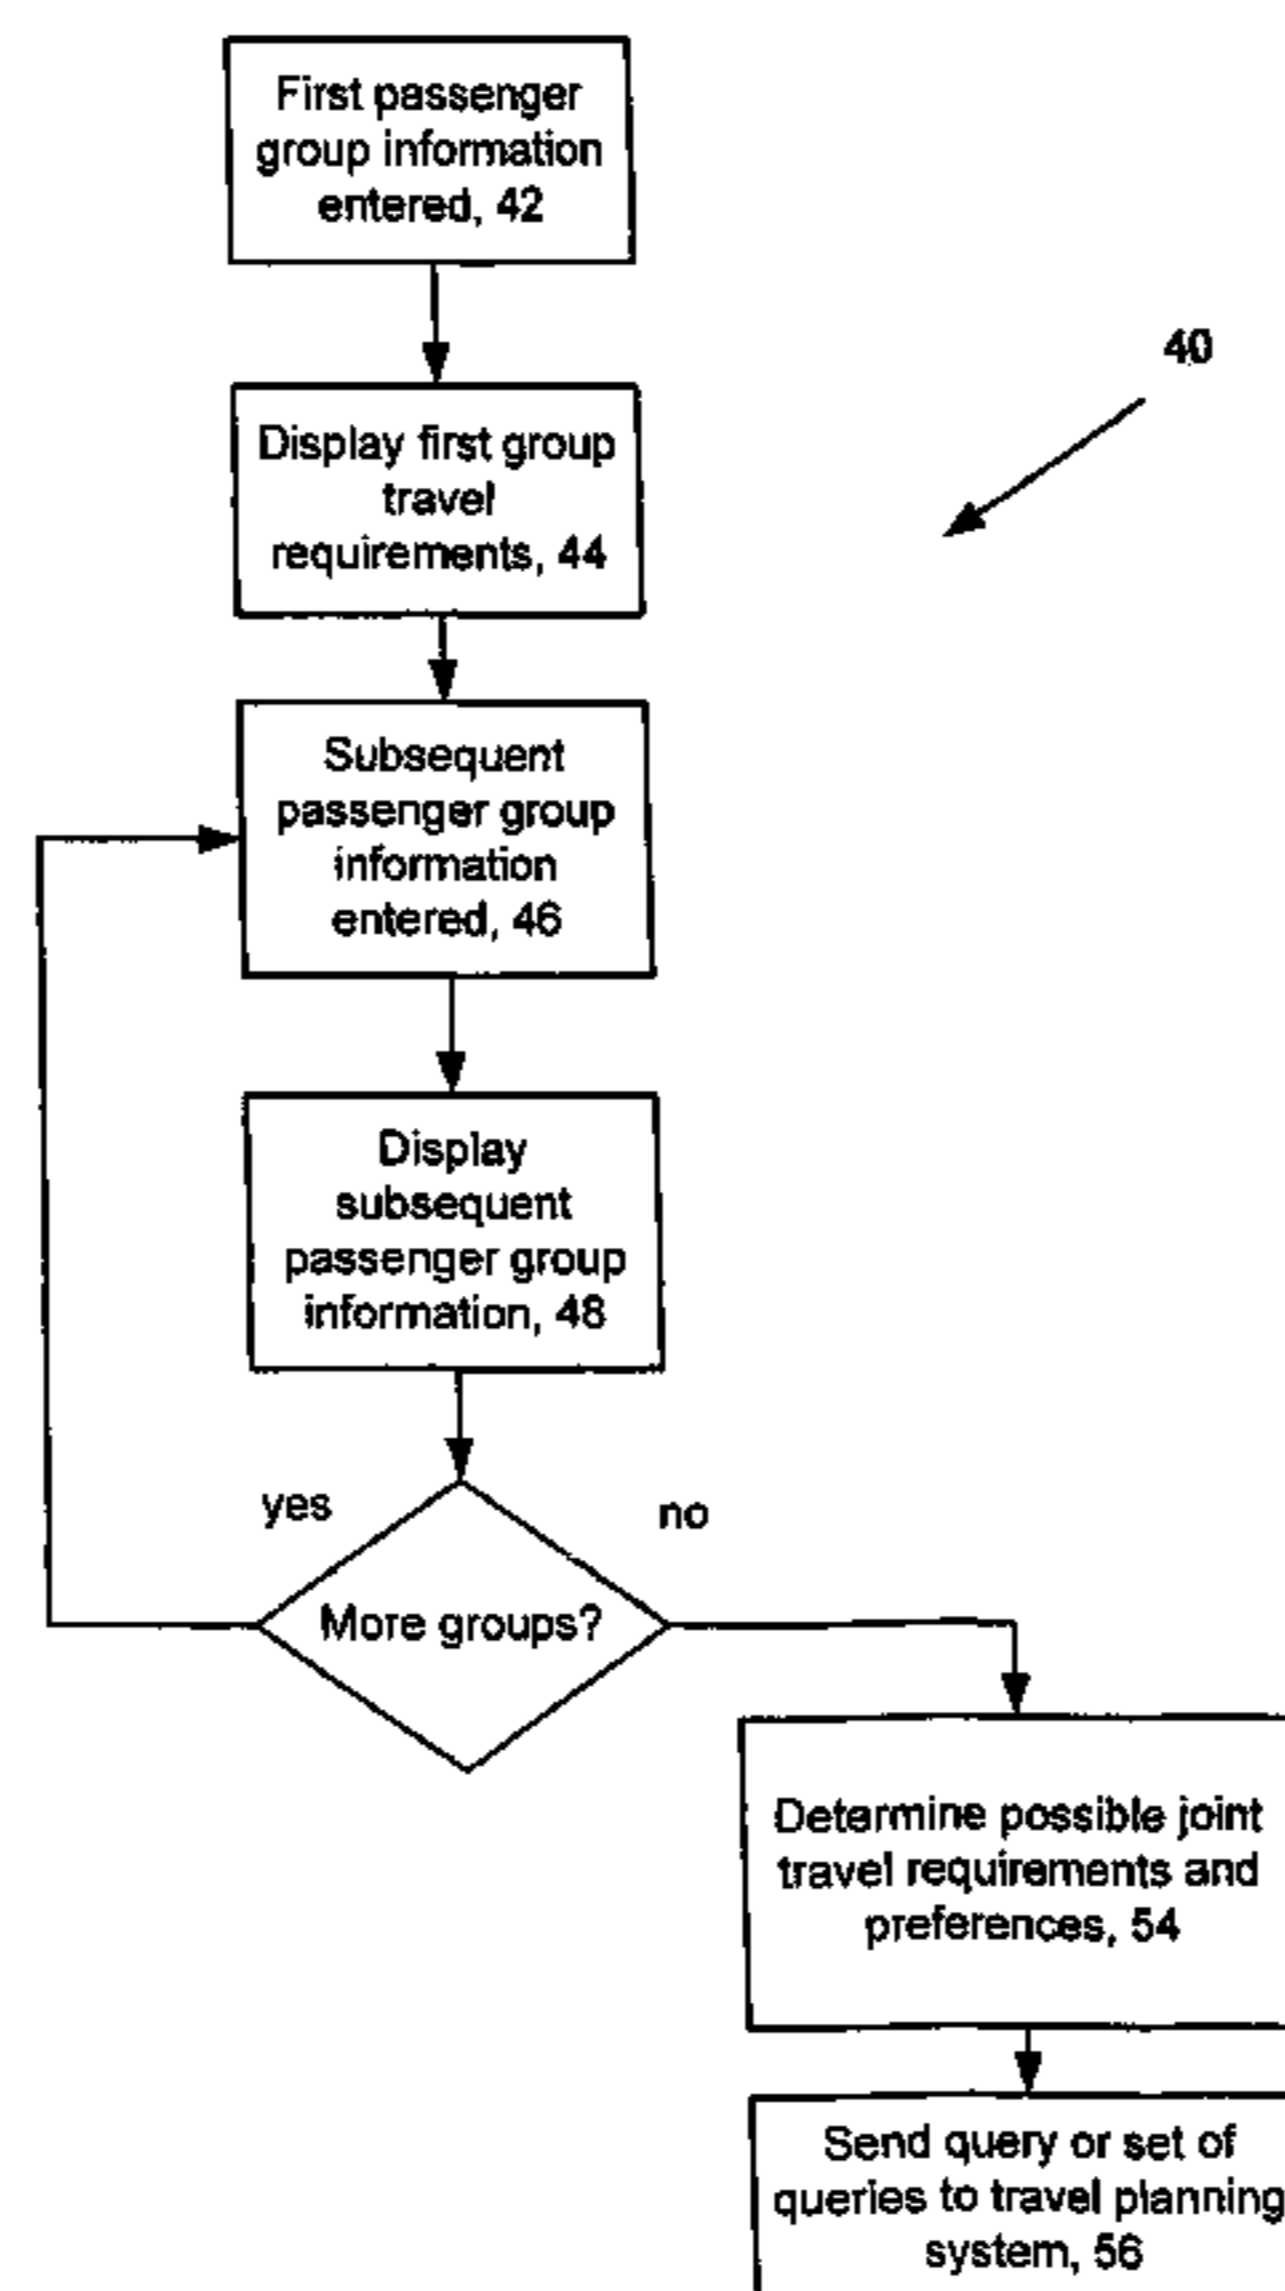 First passenger
group information
entered, 42
40
Display first group
travel
requirements, 44
Subsequent
passenger group
information
entered, 46
Display
subsequent
passenger group
information, 48
yes
no
More groups?
Determine possible joint
travel requirements and
preferences, 54
Send query or set of
queries to travel planning
system, 56